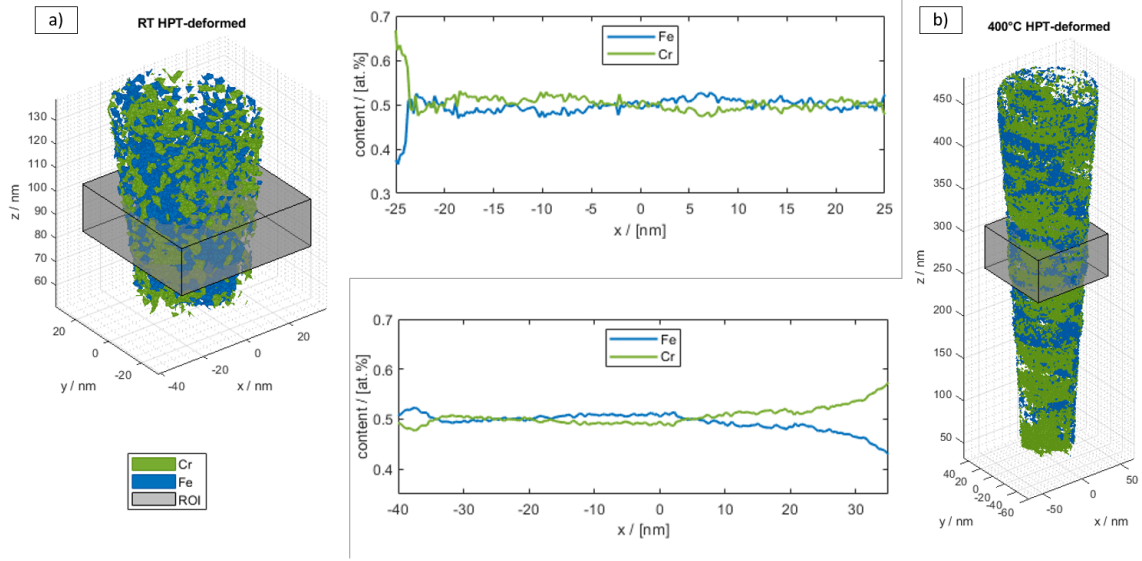 a)
RT HPT-deformed
130
120
110
100
90
80
70
60
z / nm
20
0
-20
y / nm
-40
-20
0
20
x / nm
Cr
Fe
ROI
0.7
0.6
0.5
0.4
0.3
content / [at.%]
Fe
Cr
-25 -20 -15 -10 -5 0 5 10 15 20 25
x / [nm]
0.7
0.6
0.5
0.4
content / [at.%]
Fe
Cr
-40 -30 -20 -10 0 10 20 30
x / [nm]
b)
400°C HPT-deformed
450
400
350
300
250
200
150
100
50
z / nm
40
20
0
-20
-40
-60
y / nm
-50
0
50
x / nm